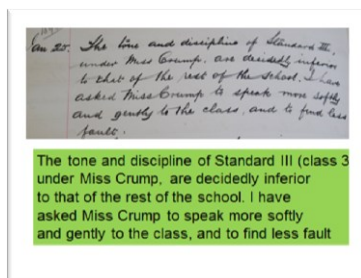 Jan 25. The tone and discipline of Standard III,
under Miss Crump, are decidedly inferior
to that of the rest of the school. I have
asked Miss Crump to speak more softly
and gently to the class, and to find less
fault.
The tone and discipline of Standard III (class 3
under Miss Crump, are decidedly inferior
to that of the rest of the school. I have
asked Miss Crump to speak more softly
and gently to the class, and to find less fault